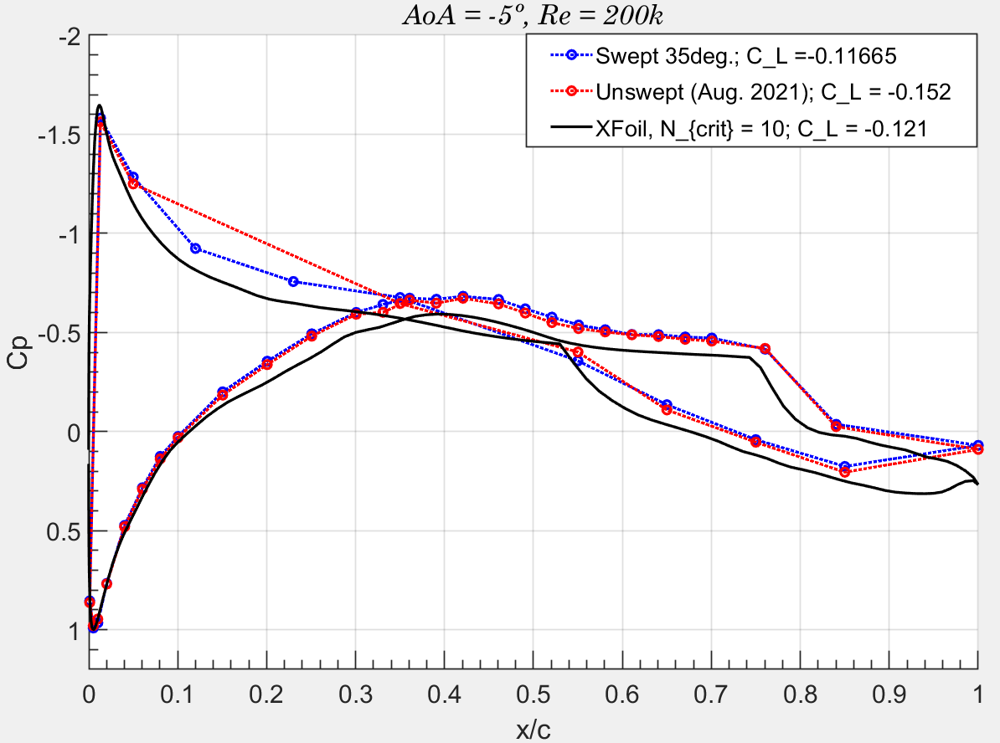 AoA = -5º, Re = 200k
Swept 35deg.; C_L =-0.11665
Unswept (Aug. 2021); C_L = -0.152
XFoil, N_{crit} = 10; C_L = -0.121
-2
-1.5
-1
-0.5
0
0.5
1
Cp
0 0.1 0.2 0.3 0.4 0.5 0.6 0.7 0.8 0.9 1
x/c